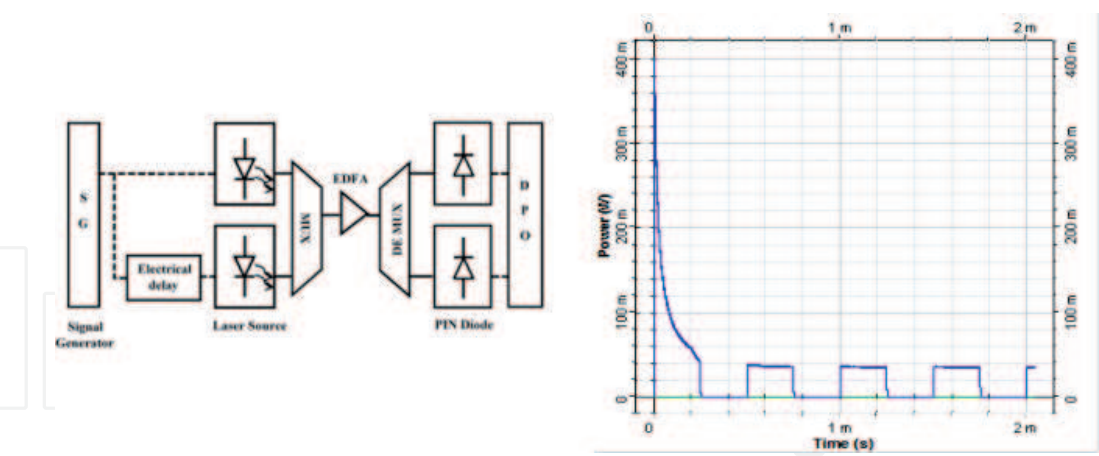 S
G
Signal
Generator
Electrical
delay
Laser Source
MUX
EDFA
DE MUX
PIN Diode
D
P
O
0 1 m 2 m
400 m
300 m
200 m
100 m
0
Power (W)
400 m
300 m
200 m
100 m
0
0 1 m 2 m
Time (s)